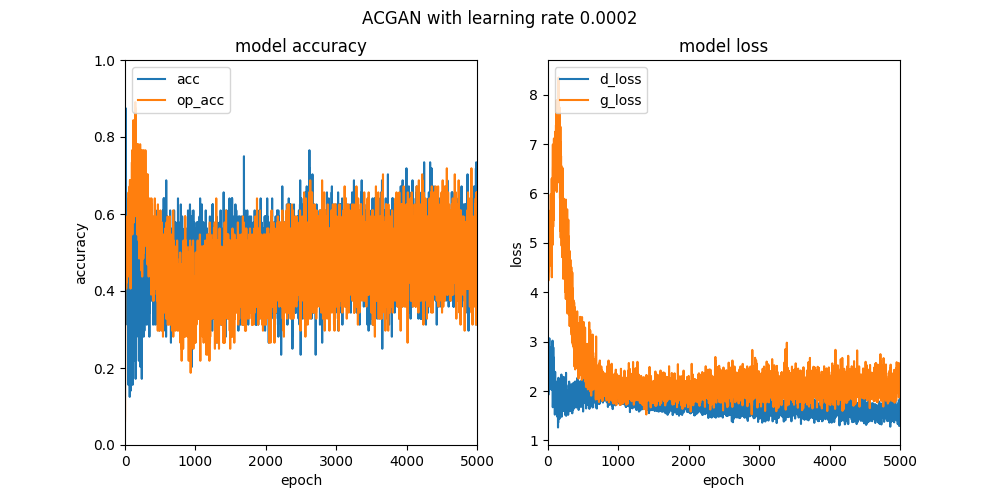 ACGAN with learning rate 0.0002
model accuracy
acc
op_acc
accuracy
1.0
0.8
0.6
0.4
0.2
0.0
0 1000 2000 3000 4000 5000
epoch
model loss
d_loss
g_loss
loss
8
7
6
5
4
3
2
1
0 1000 2000 3000 4000 5000
epoch